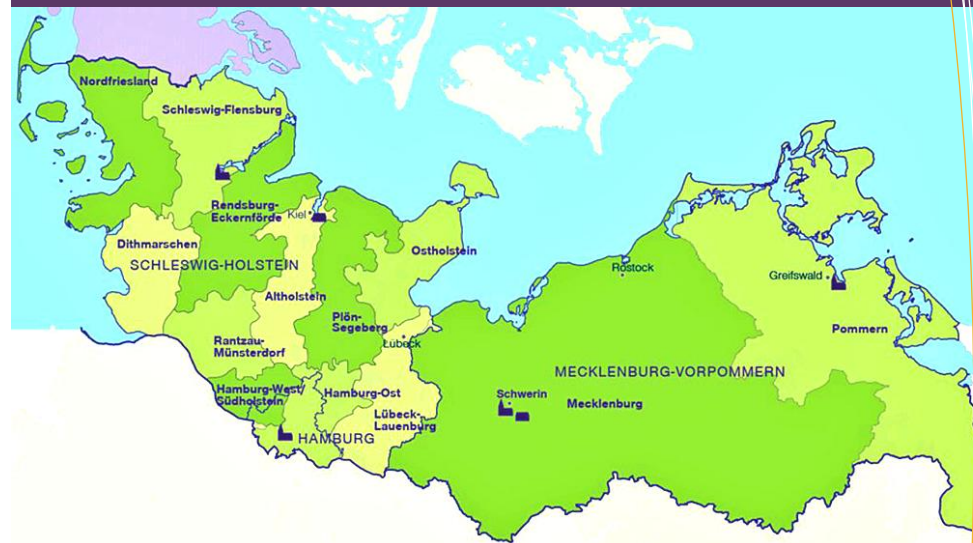 Nordfriesland
Schleswig-Flensburg
Rendsburg-
Eckernförde
Kiel
Dithmarschen
SCHLESWIG-HOLSTEIN
Ostholstein
Altholstein
Plön-
Segeberg
Rantzau-
Münsterdorf
Lübeck
Hamburg-West/
Südholstein
Hamburg-Ost
Lübeck-
Lauenburg
HAMBURG
Rostock
Greifswald
Pommern
MECKLENBURG-VORPOMMERN
Schwerin
Mecklenburg